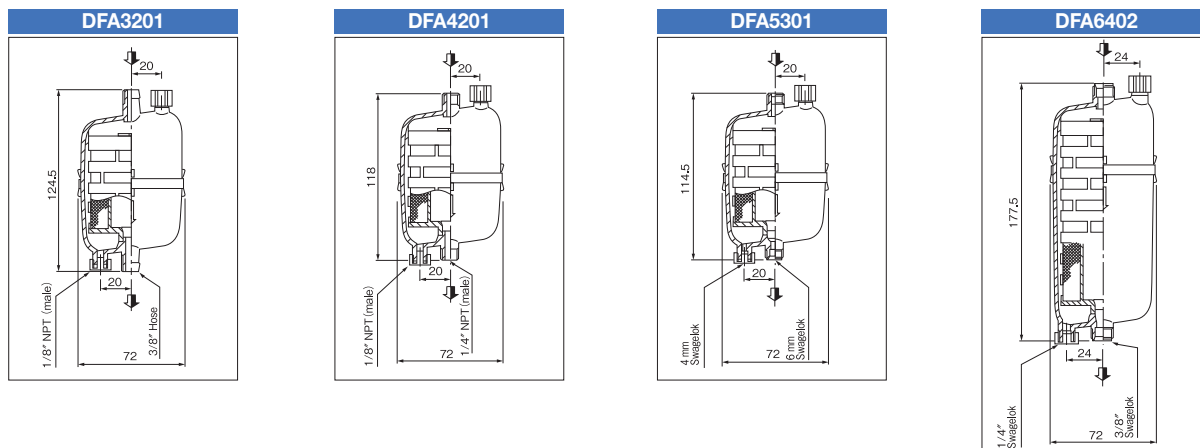 DFA3201
20
124.5
20
1/8" NPT (male)
3/8" Hose
72
DFA4201
20
118
20
1/8" NPT (male)
1/4" NPT (male)
72
DFA5301
20
114.5
20
4 mm
Swagelok
6 mm
Swagelok
72
DFA6402
24
177.5
24
1/4"
Swagelok
3/8"
Swagelok
72